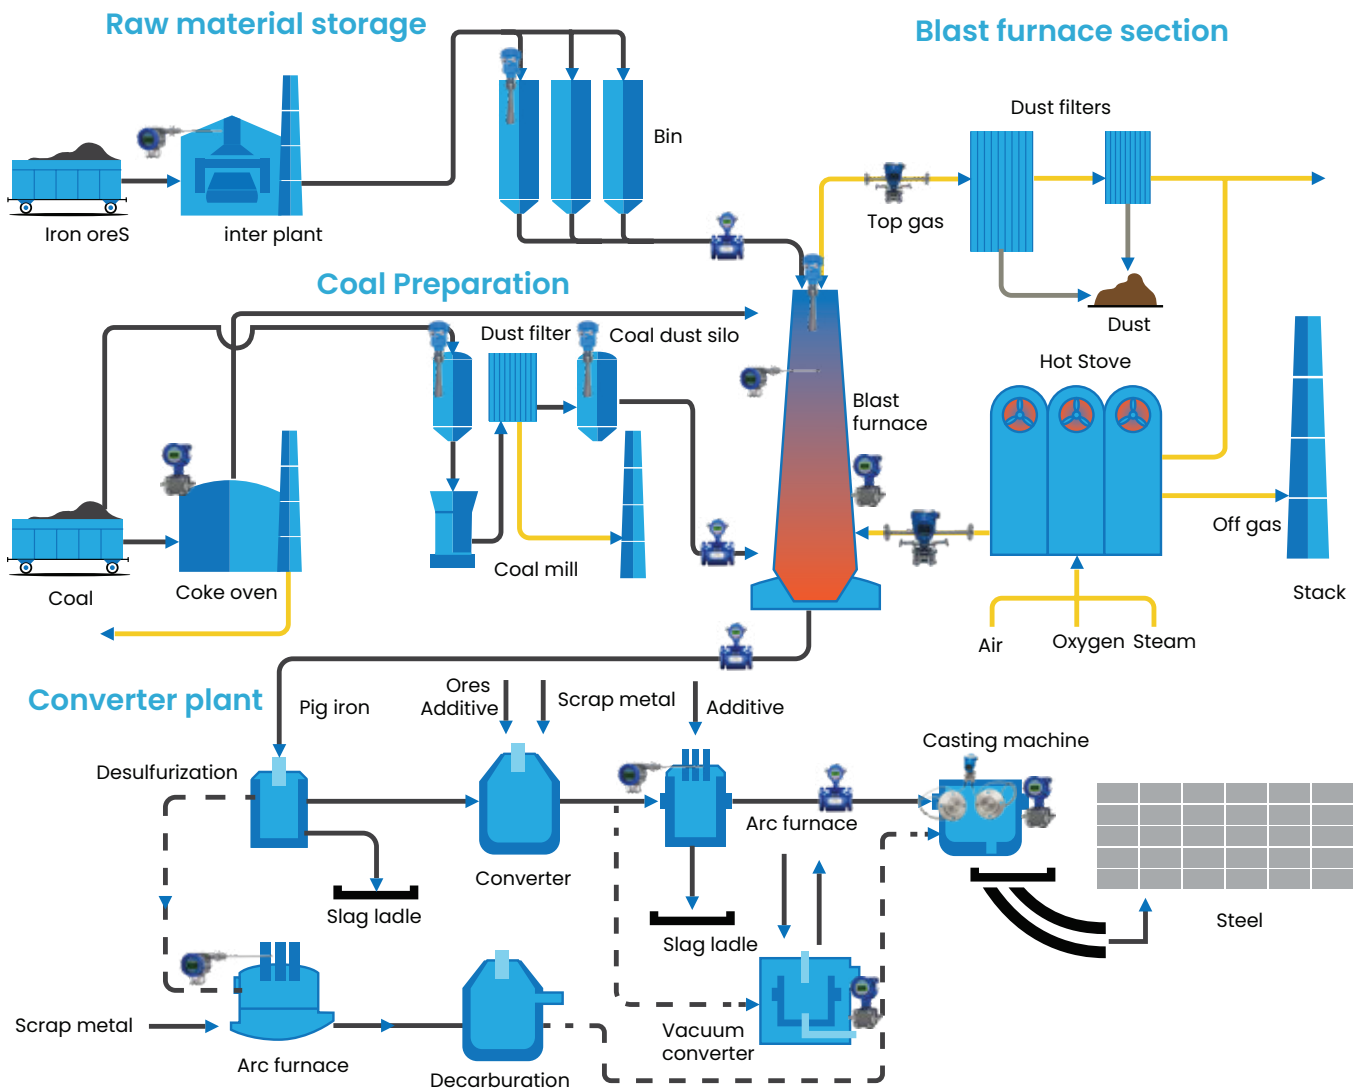 Raw material storage
Blast furnace section
Dust filters
Bin
Top gas
Iron oreS
inter plant
Coal Preparation
Dust
Dust filter
Coal dust silo
Hot Stove
Blast
furnace
Off gas
Coal mill
Coke oven
Coal
Stack
Air
Oxygen
Steam
Converter plant
Pig iron
Ores
Additive
Scrap metal
Additive
Casting machine
Desulfurization
Arc furnace
Converter
Slag ladle
Steel
Slag ladle
Scrap metal
Vacuum
converter
Arc furnace
Decarburation